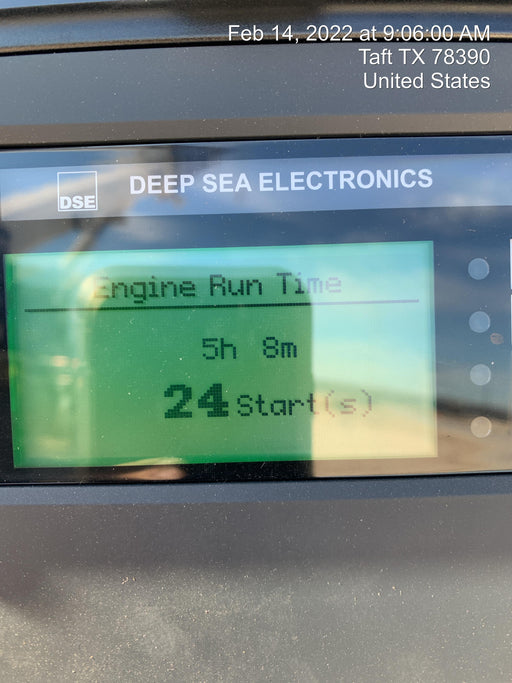 Feb 14, 2022 at 9:06:00 AM
Taft TX 78390
United States
DSE DEEP SEA ELECTRONICS
Engine Run Time
5h 8m
24 Start(s)